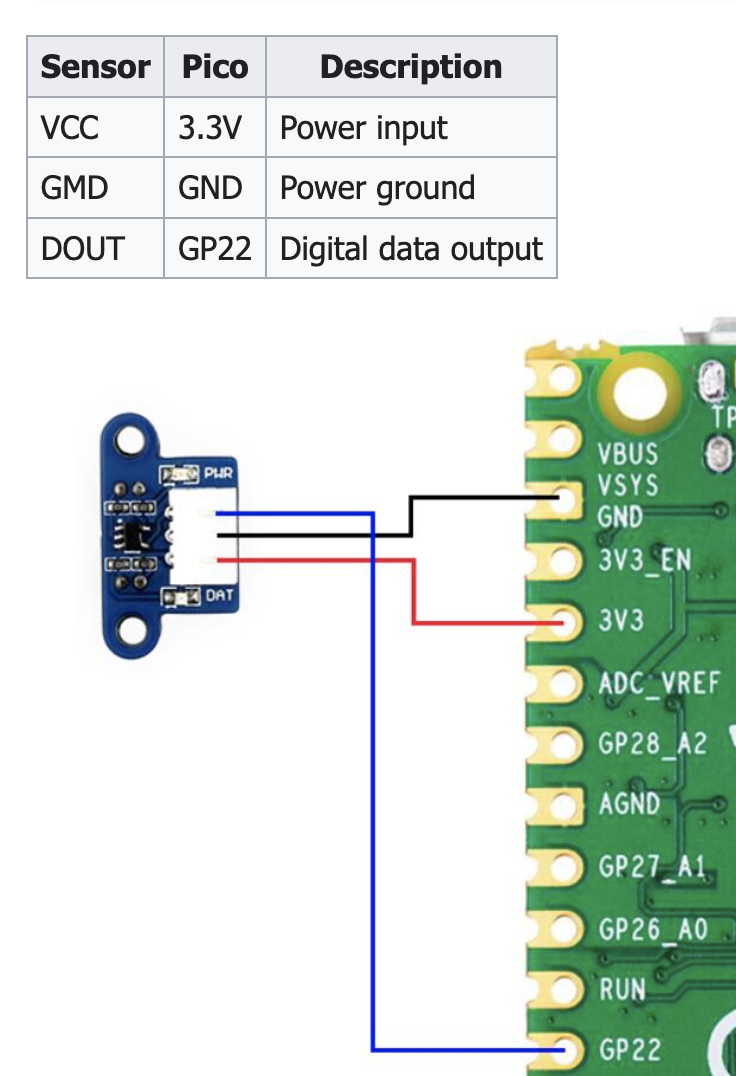 Sensor Pico Description
VCC 3.3V Power input
GMD GND Power ground
DOUT GP22 Digital data output
PWR
DAT
TP
VBUS
VSYS
GND
3V3_EN
3V3
ADC_VREF
GP28_A2
AGND
GP27_A1
GP26_A0
RUN
GP22